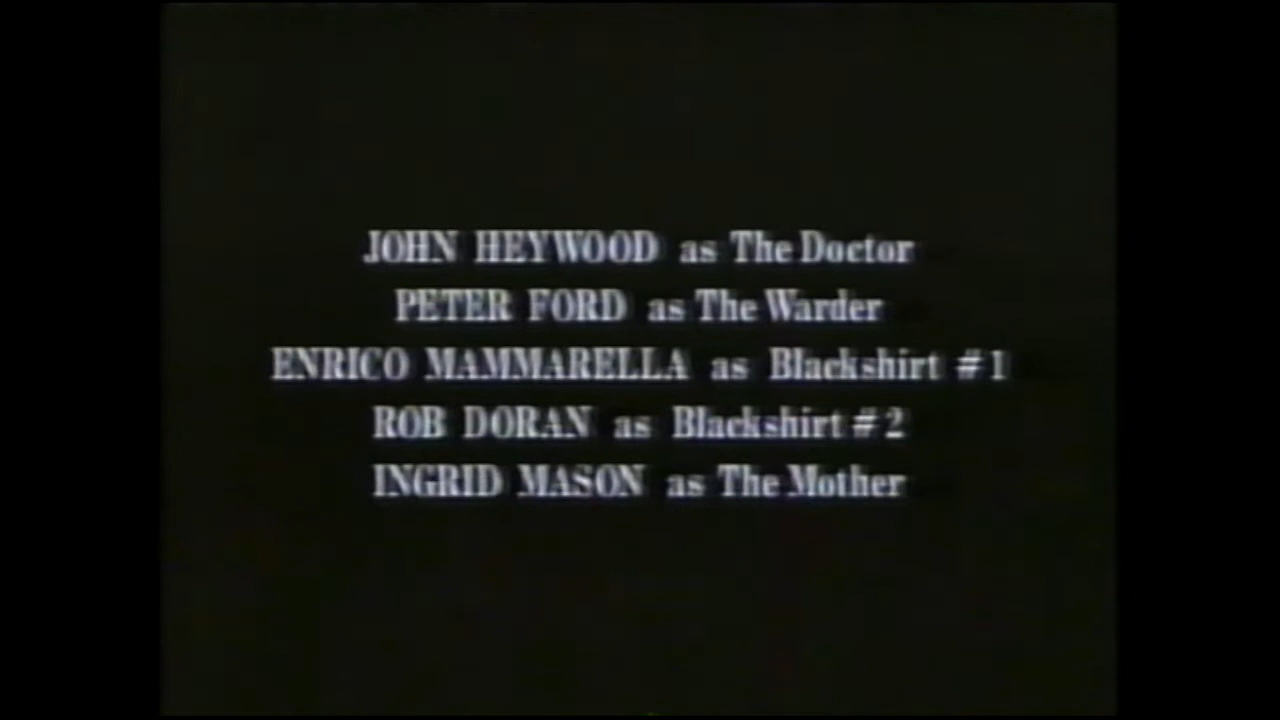 JOHN HEYWOOD as The Doctor
PETER FORD as The Warder
ENRICO MAMMARELLA as Blackshirt #1
ROB DORAN as Blackshirt #2
INGRID MASON as The Mother